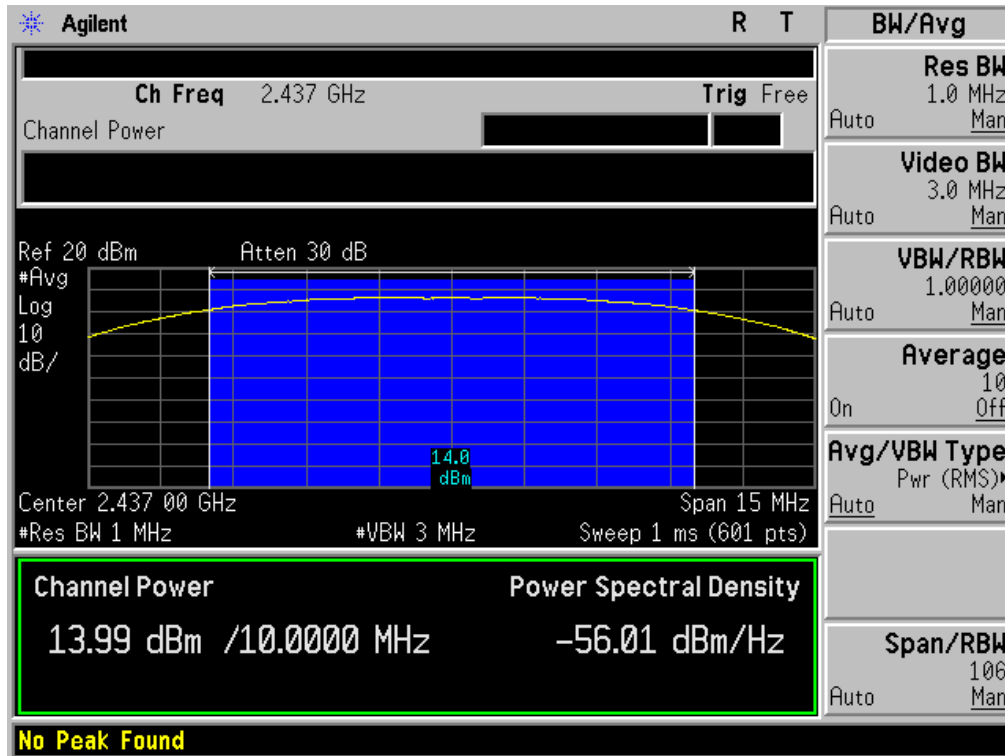 Agilent R T
Ch Freq 2.437 GHz Trig Free
Channel Power
Ref 20 dBm Atten 30 dB
#Avg
Log
10
dB/
14.0
dBm
Center 2.437 00 GHz Span 15 MHz
#Res BW 1 MHz #VBW 3 MHz Sweep 1 ms (601 pts)
Channel Power Power Spectral Density
13.99 dBm /10.0000 MHz -56.01 dBm/Hz
No Peak Found
BW/Avg
Res BW
1.0 MHz
Auto Man
Video BW
3.0 MHz
Auto Man
VBW/RBW
1.00000
Auto Man
Average
10
On Off
Avg/VBW Type
Pwr (RMS)▸
Auto Man
Span/RBW
106
Auto Man